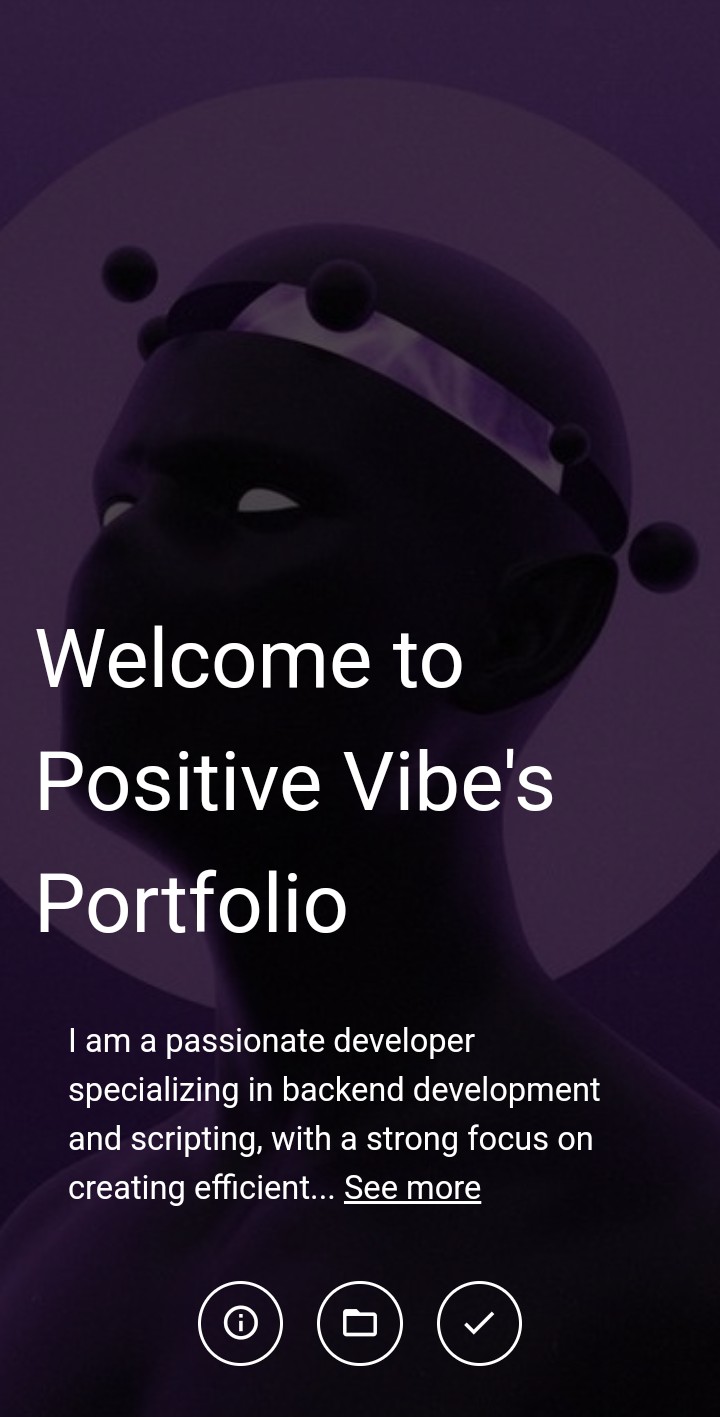 Welcome to
Positive Vibe's
Portfolio
I am a passionate developer
specializing in backend development
and scripting, with a strong focus on
creating efficient... See more